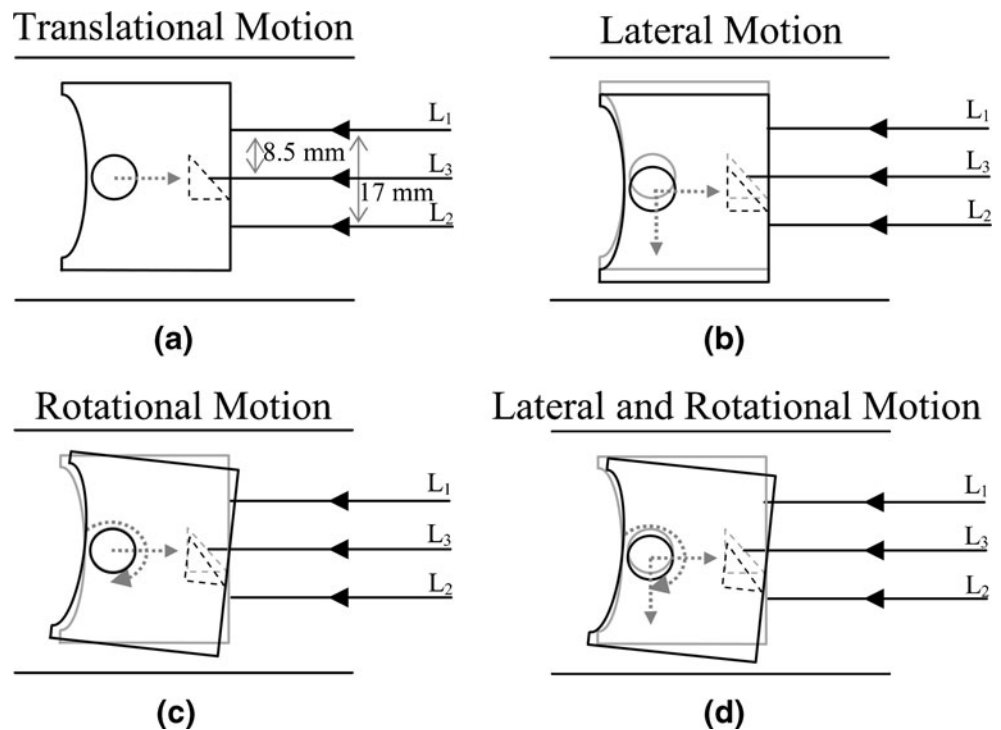 Translational Motion
L1
8.5 mm
L3
17 mm
L2
(a)
Lateral Motion
L1
L3
L2
(b)
Rotational Motion
L1
L3
L2
(c)
Lateral and Rotational Motion
L1
L3
L2
(d)